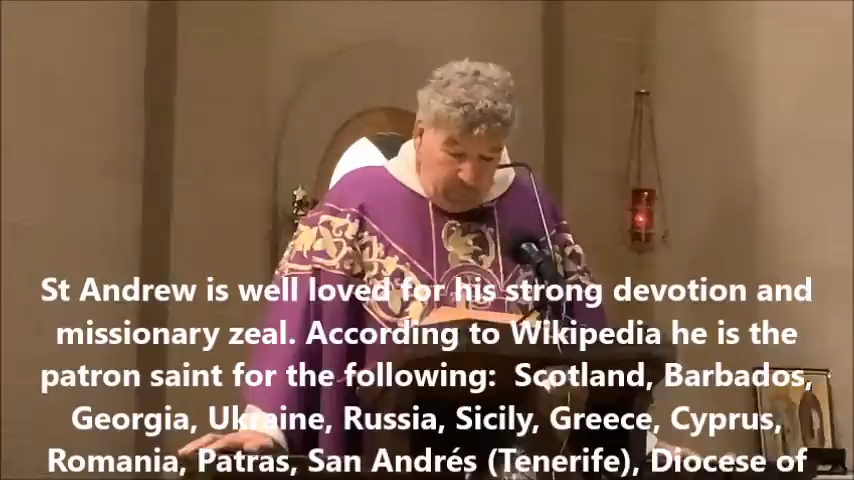 St Andrew is well loved for his strong devotion and
missionary zeal. According to Wikipedia he is the
patron saint for the following:  Scotland, Barbados,
Georgia, Ukraine, Russia, Sicily, Greece, Cyprus,
Romania, Patras, San Andrés (Tenerife), Diocese of